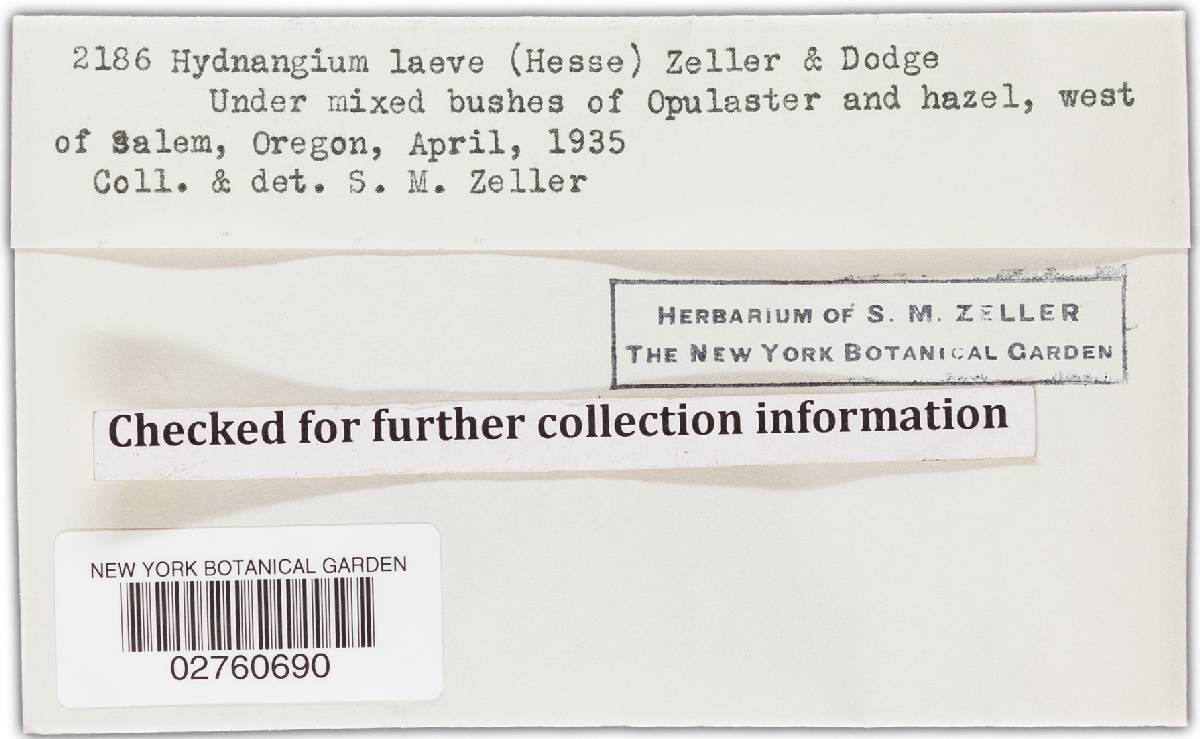 2186 Hydnangium laeve (Hesse) Zeller & Dodge
Under mixed bushes of Opulaster and hazel, west
of Salem, Oregon, April, 1935
Coll. & det. S. M. Zeller
HERBARIUM OF S. M. ZELLER
THE NEW YORK BOTANICAL GARDEN
Checked for further collection information
NEW YORK BOTANICAL GARDEN
02760690